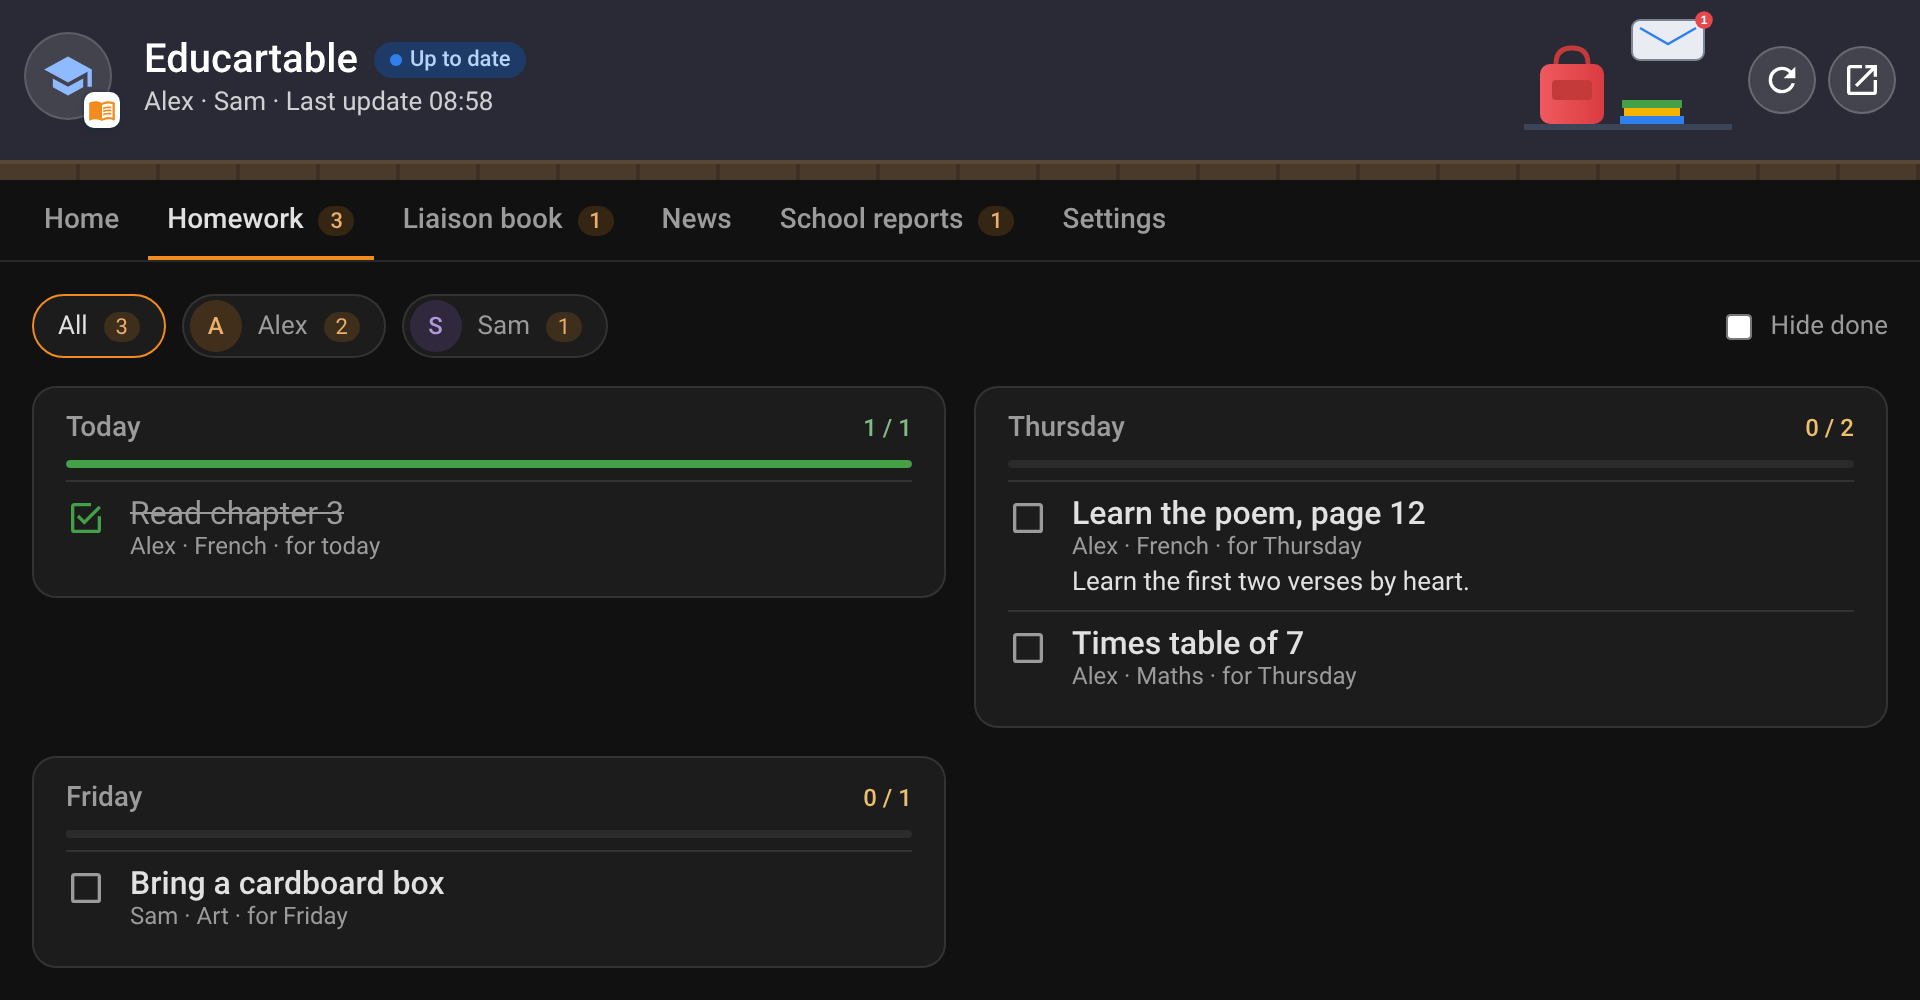 Educartable
Up to date
Alex · Sam · Last update 08:58
1
Home
Homework 3
Liaison book 1
News
School reports 1
Settings
All 3
A Alex 2
S Sam 1
Hide done
Today
1 / 1
Read chapter 3
Alex · French · for today
Thursday
0 / 2
Learn the poem, page 12
Alex · French · for Thursday
Learn the first two verses by heart.
Times table of 7
Alex · Maths · for Thursday
Friday
0 / 1
Bring a cardboard box
Sam · Art · for Friday